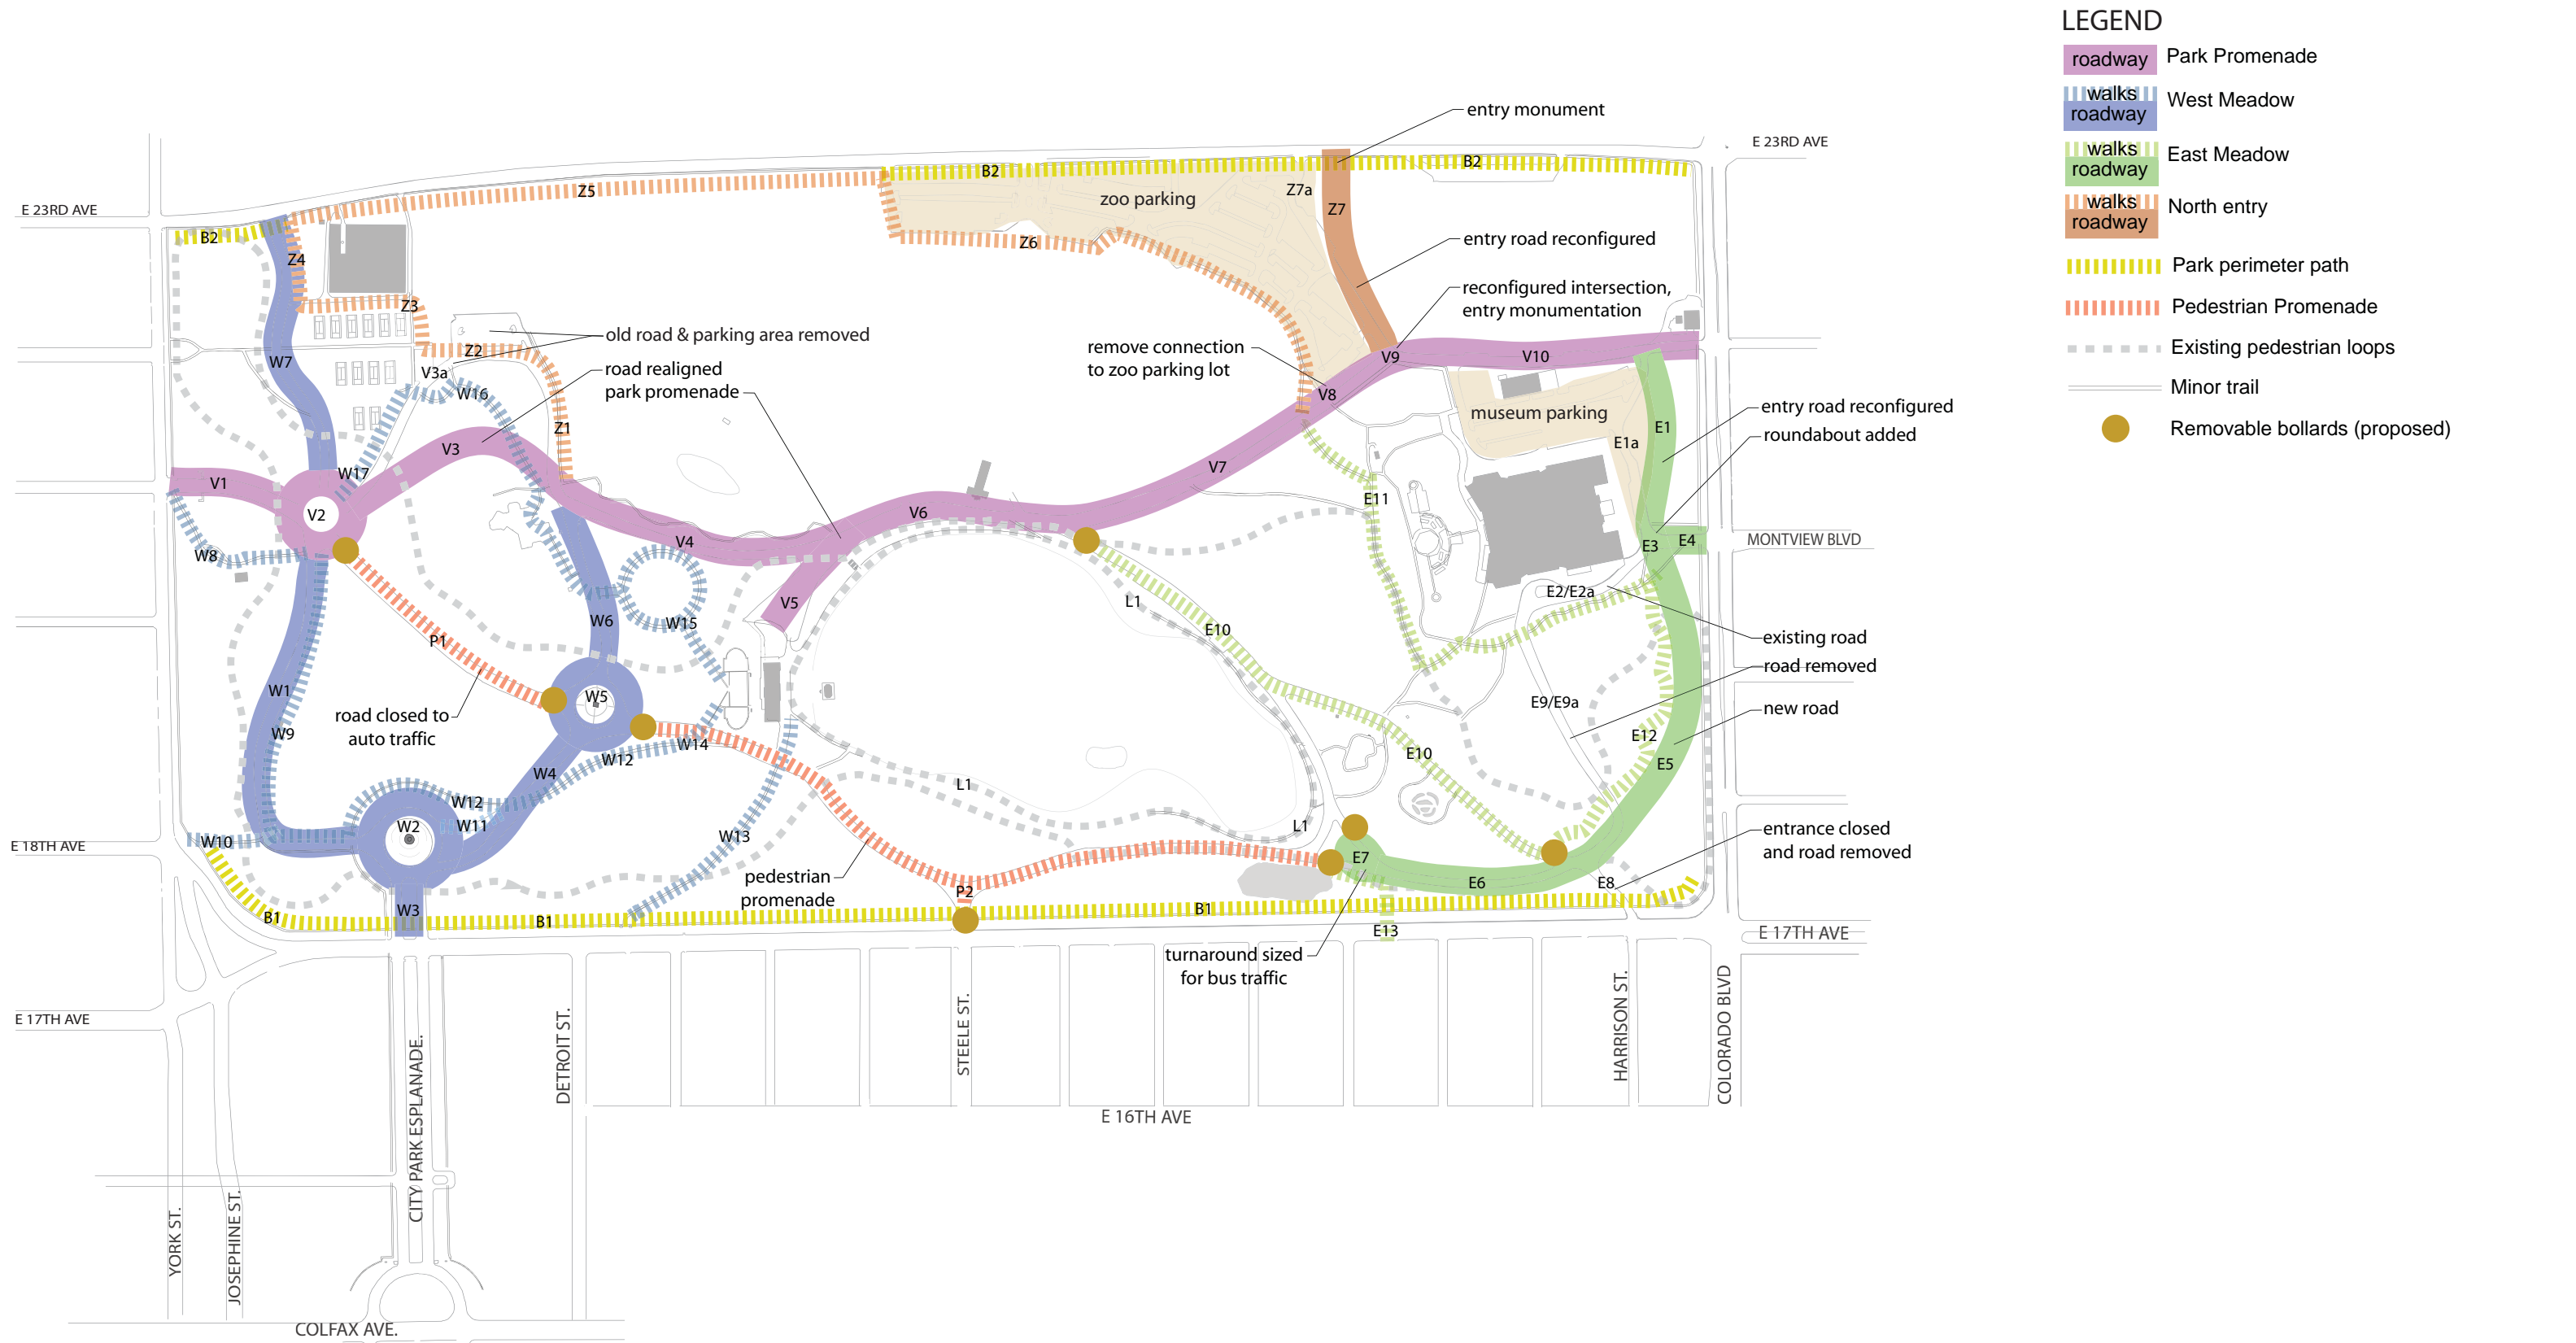 LEGEND
roadway Park Promenade
walks
roadway West Meadow
walks
roadway East Meadow
walks
roadway North entry
Park perimeter path
Pedestrian Promenade
Existing pedestrian loops
Minor trail
Removable bollards (proposed)
entry monument
E 23RD AVE
E 23RD AVE
B2
B2
B2
Z5
zoo parking
Z7a
Z7
Z6
Z4
Z3
entry road reconfigured
reconfigured intersection,
entry monumentation
old road & parking area removed
remove connection
to zoo parking lot
road realigned
park promenade
Z2
V3a
W16
W7
V9
V10
V8
museum parking
entry road reconfigured
roundabout added
E1
E1a
Z1
V3
W17
V1
V2
V7
E11
V6
V4
W8
E3
E4
MONTVIEW BLVD
E2/E2a
V5
L1
W6
W15
E10
P1
existing road
road removed
W1
W5
E9/E9a
new road
road closed to
auto traffic
W9
W14
W12
W4
E10
E12
E5
L1
W12
W11
W2
W13
L1
W10
E 18TH AVE
entrance closed
and road removed
E7
E6
E8
pedestrian
promenade
P2
W3
B1
B1
B1
E13
E 17TH AVE
turnaround sized
for bus traffic
E 17TH AVE
CITY PARK ESPLANADE.
DETROIT ST.
STEELE ST.
HARRISON ST.
COLORADO BLVD
E 16TH AVE
YORK ST.
JOSEPHINE ST.
COLFAX AVE.